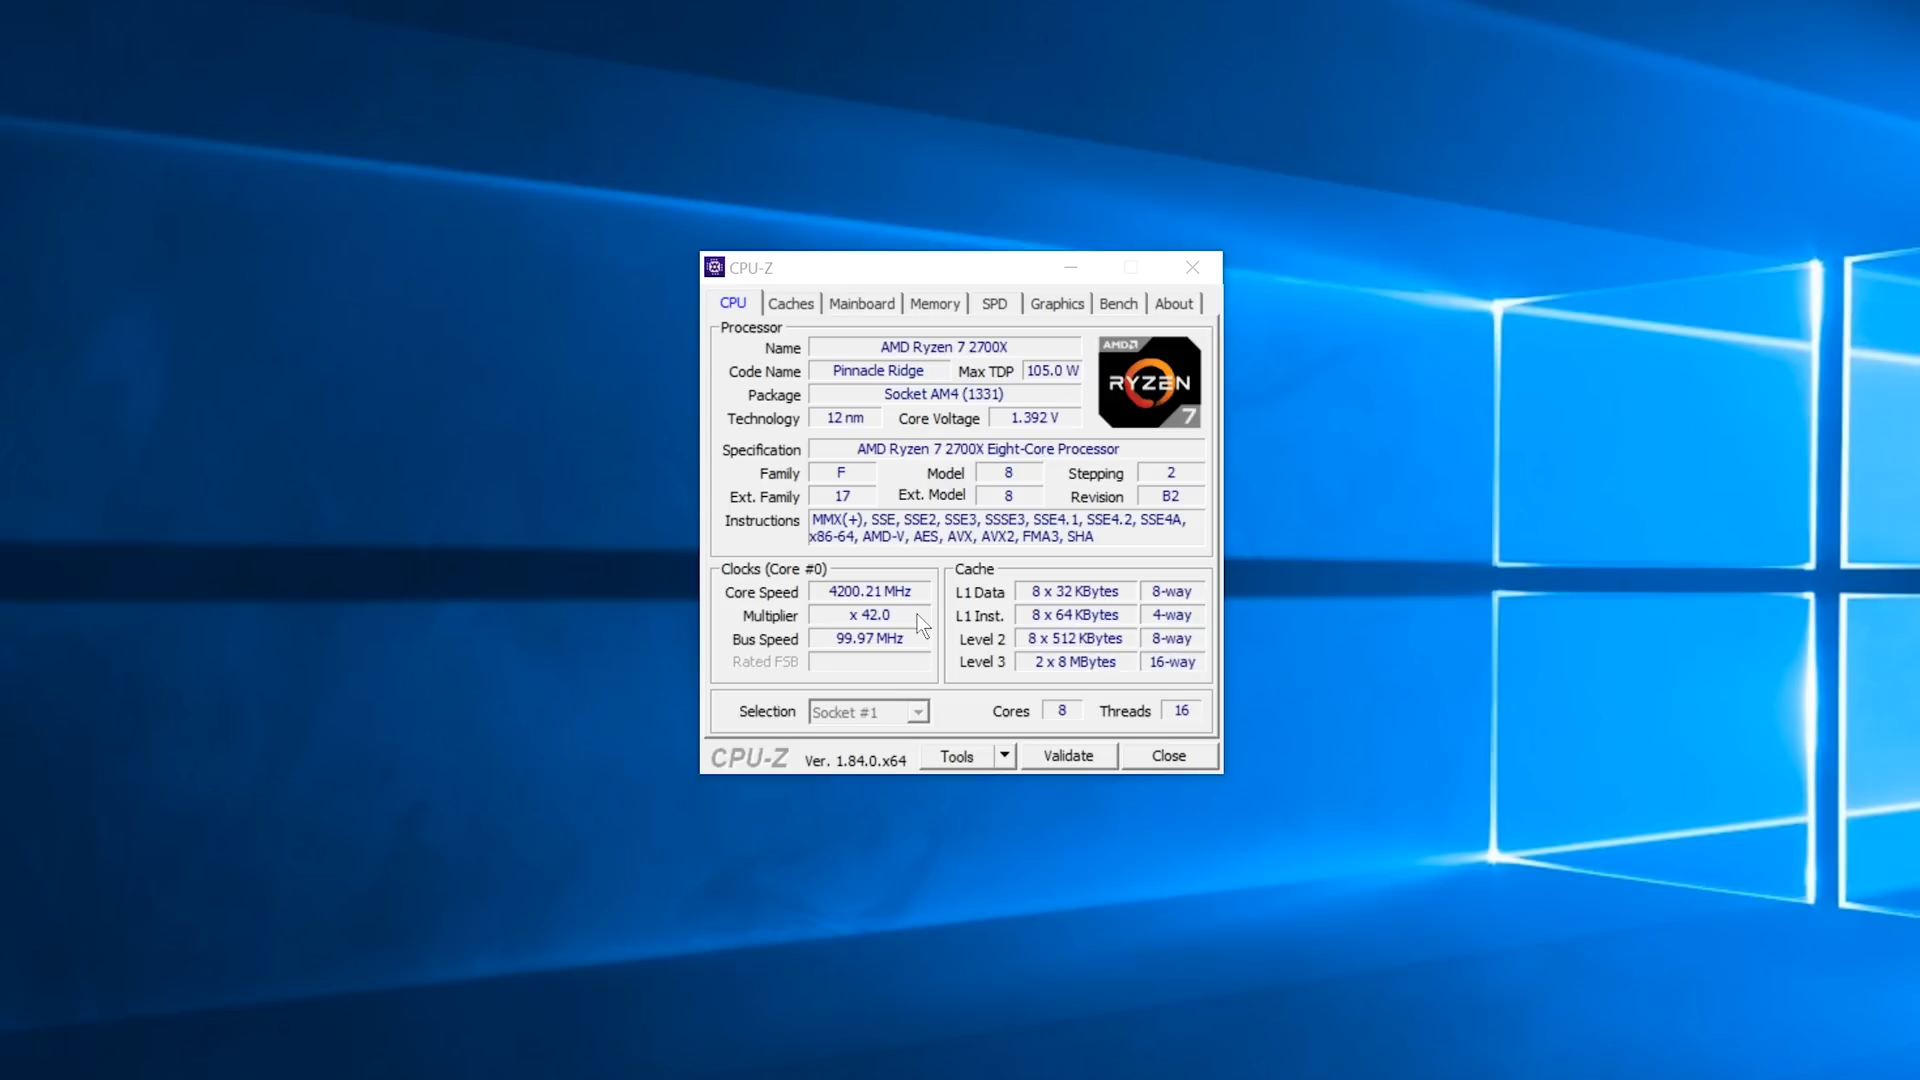 CPU-Z
CPU Caches Mainboard Memory SPD Graphics Bench About
Processor
Name AMD Ryzen 7 2700X
Code Name Pinnacle Ridge Max TDP 105.0 W
Package Socket AM4 (1331)
Technology 12 nm Core Voltage 1.392 V
AMD
RYZEN
7
Specification AMD Ryzen 7 2700X Eight-Core Processor
Family F Model 8 Stepping 2
Ext. Family 17 Ext. Model 8 Revision B2
Instructions MMX(+), SSE, SSE2, SSE3, SSSE3, SSE4.1, SSE4.2, SSE4A,
x86-64, AMD-V, AES, AVX, AVX2, FMA3, SHA
Clocks (Core #0)
Core Speed 4200.21 MHz
Multiplier x 42.0
Bus Speed 99.97 MHz
Rated FSB
Cache
L1 Data 8 x 32 KBytes 8-way
L1 Inst. 8 x 64 KBytes 4-way
Level 2 8 x 512 KBytes 8-way
Level 3 2 x 8 MBytes 16-way
Selection Socket #1 Cores 8 Threads 16
CPU-Z Ver. 1.84.0.x64 Tools Validate Close